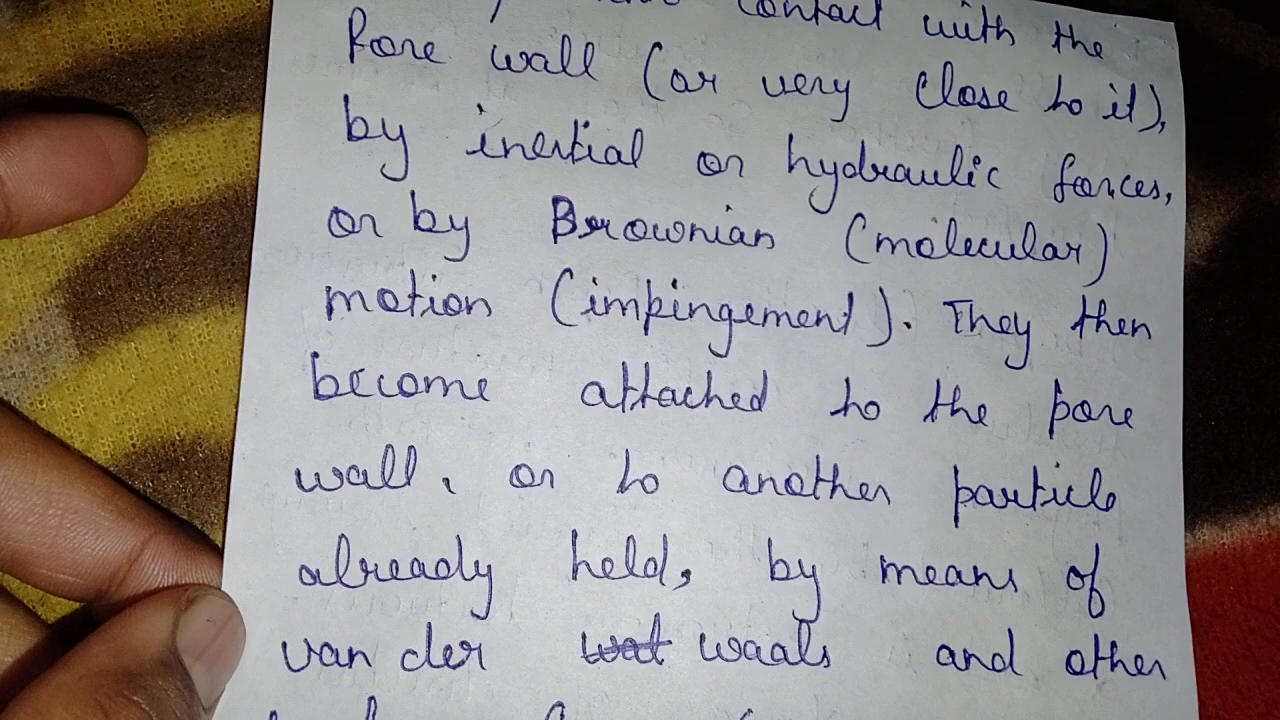 contact with the
Pore wall (or very close to it),
by inertial or hydraulic forces,
or by Brownian (molecular)
motion (impingement). They then
become attached to the pore
wall, or to another particle
already held, by means of
van der waals and other